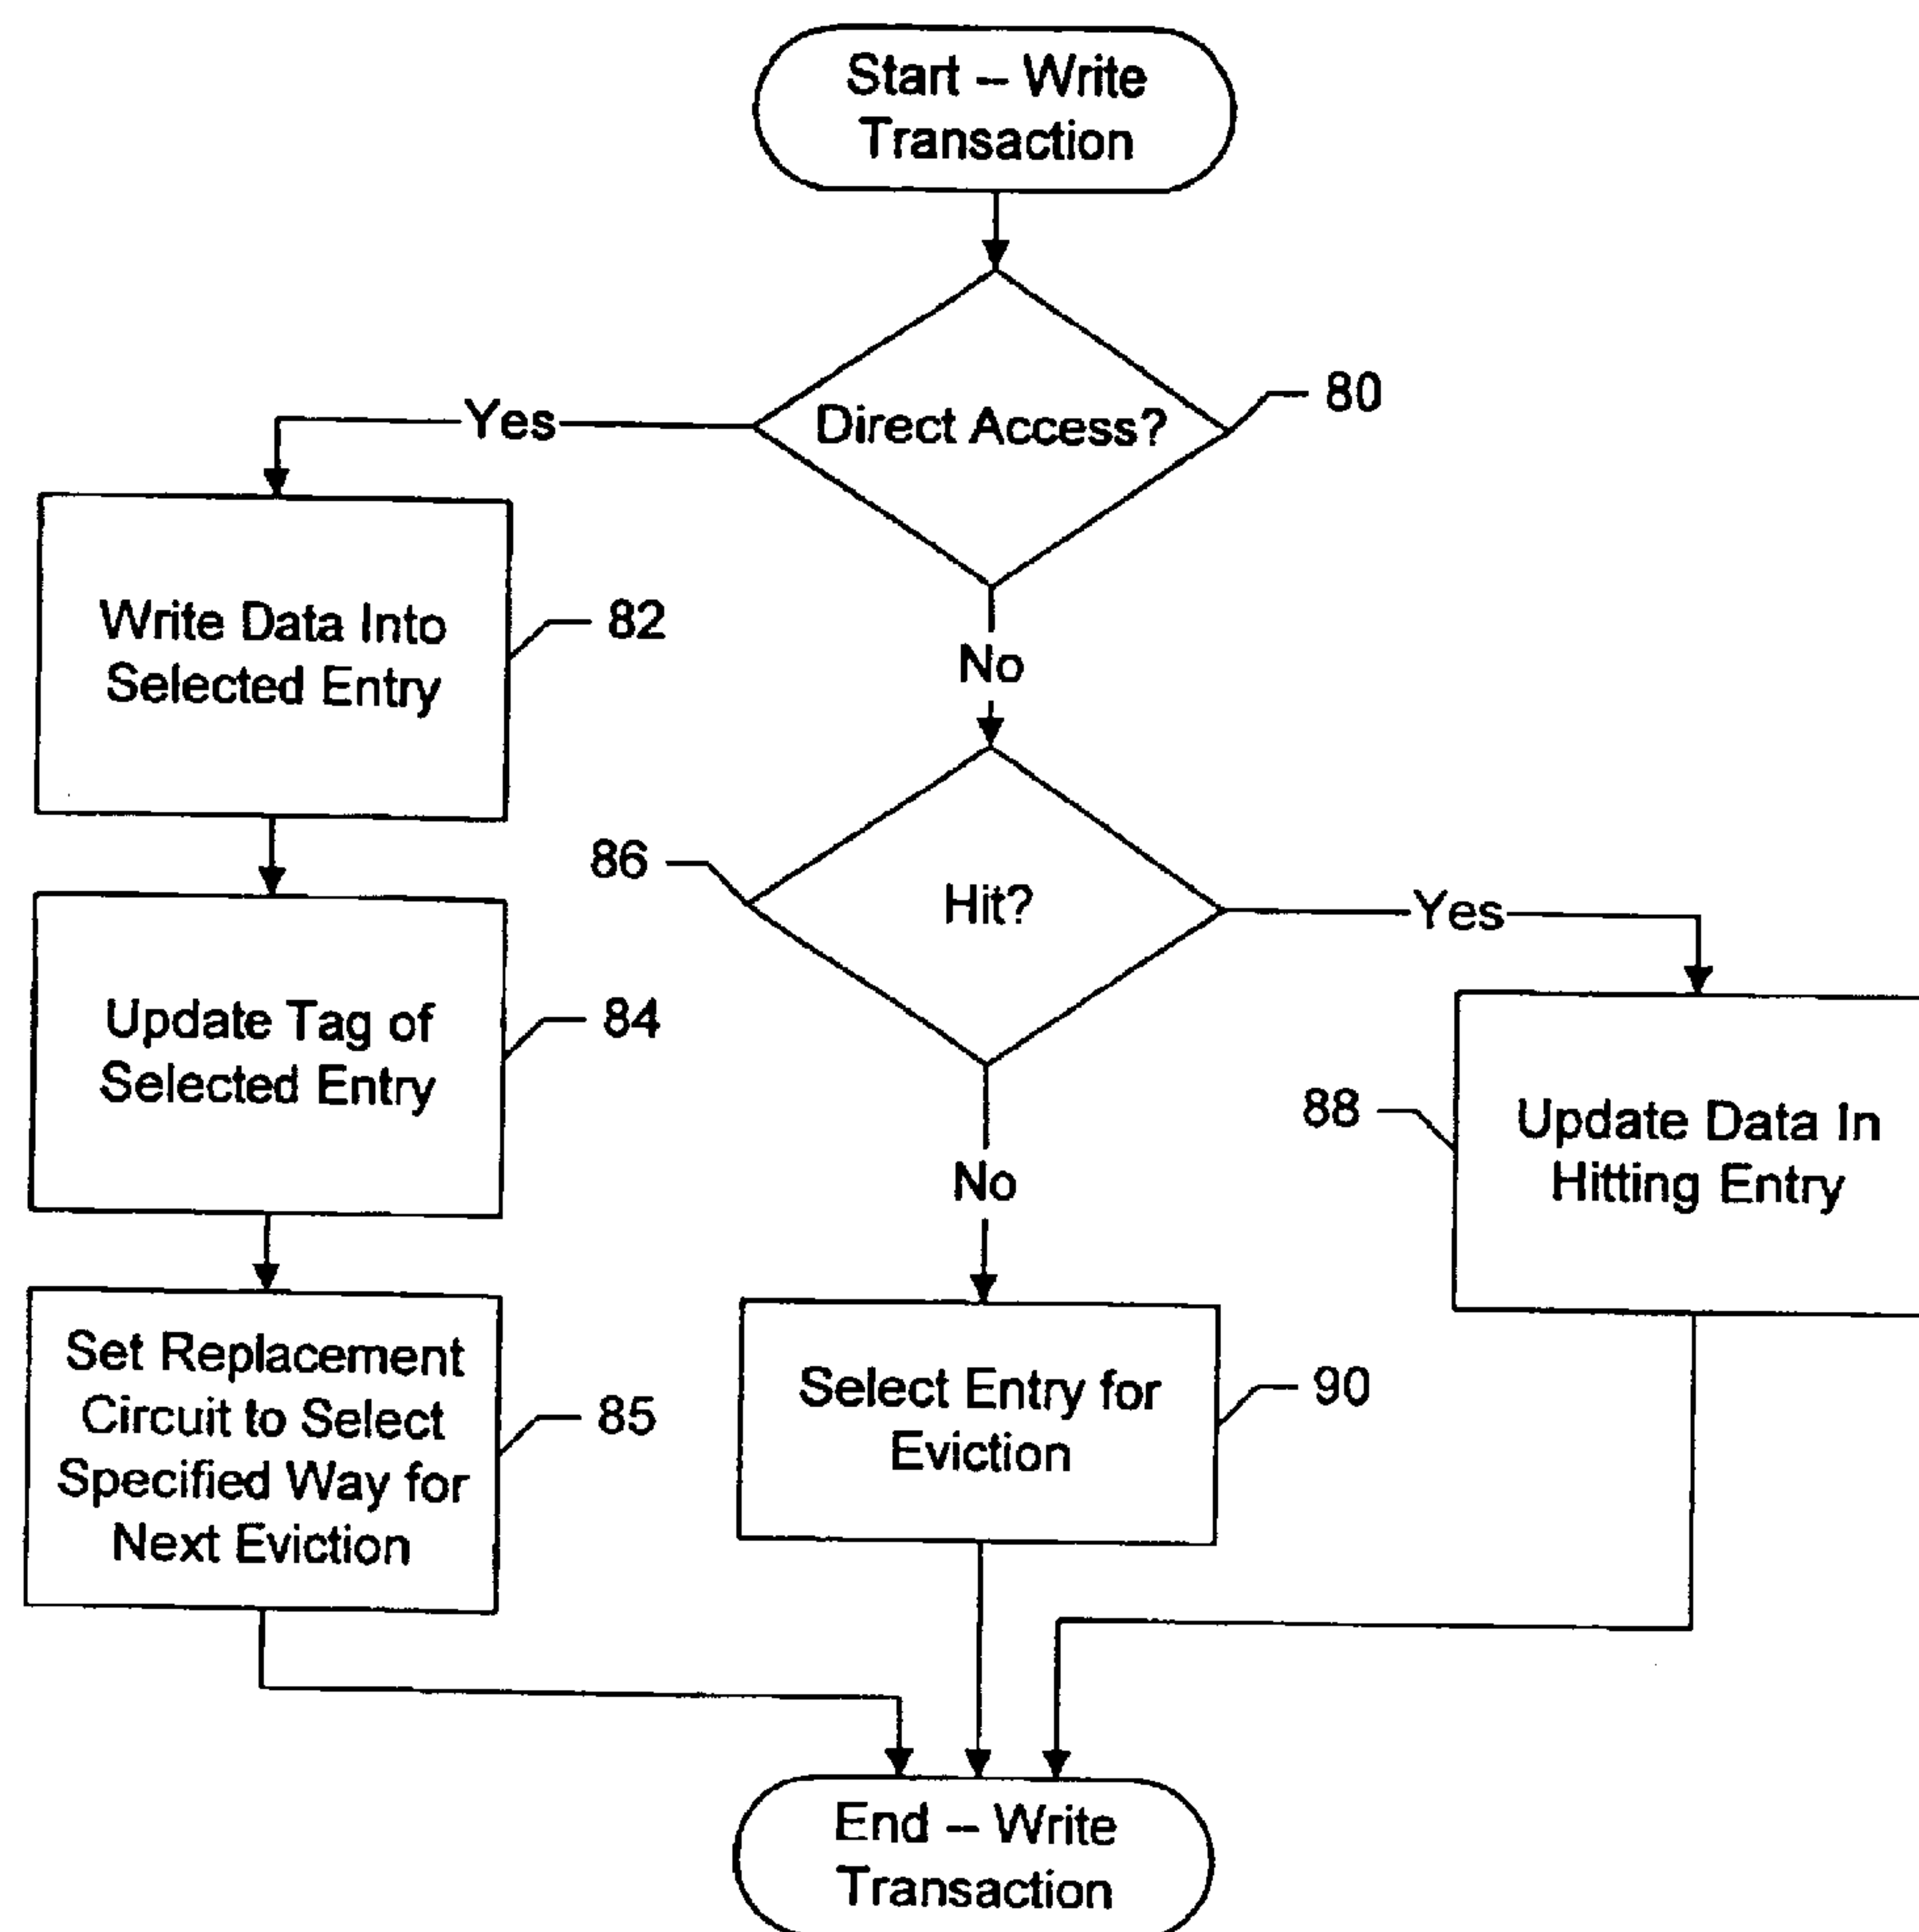 Start -- Write
Transaction
Direct Access?
80
Yes
No
Write Data Into
Selected Entry
82
Update Tag of
Selected Entry
84
Set Replacement
Circuit to Select
Specified Way for
Next Eviction
85
Hit?
86
Yes
No
Update Data In
Hitting Entry
88
Select Entry for
Eviction
90
End -- Write
Transaction